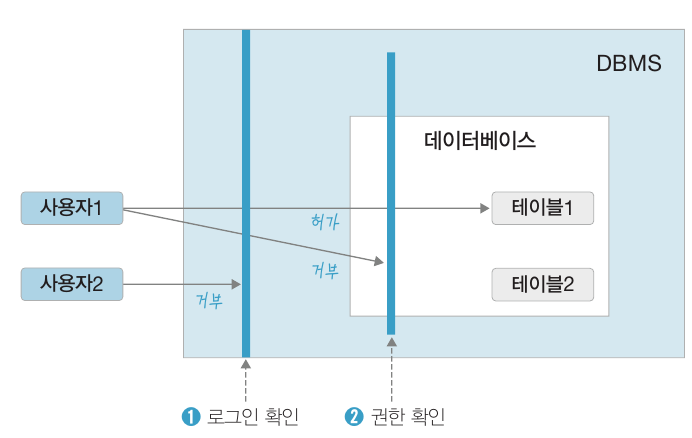 DBMS
데이터베이스
사용자1
테이블1
허가
거부
사용자2
테이블2
거부
1 로그인 확인
2 권한 확인